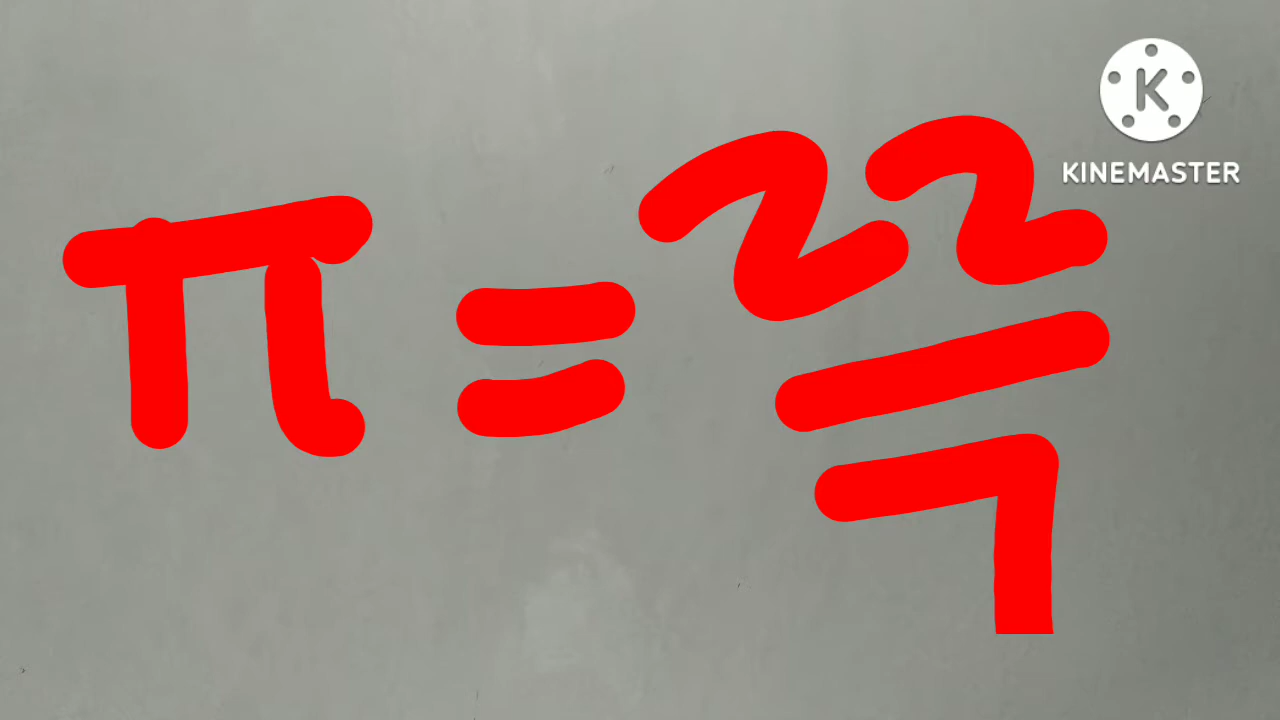 π = 22/7
K
KINEMASTER